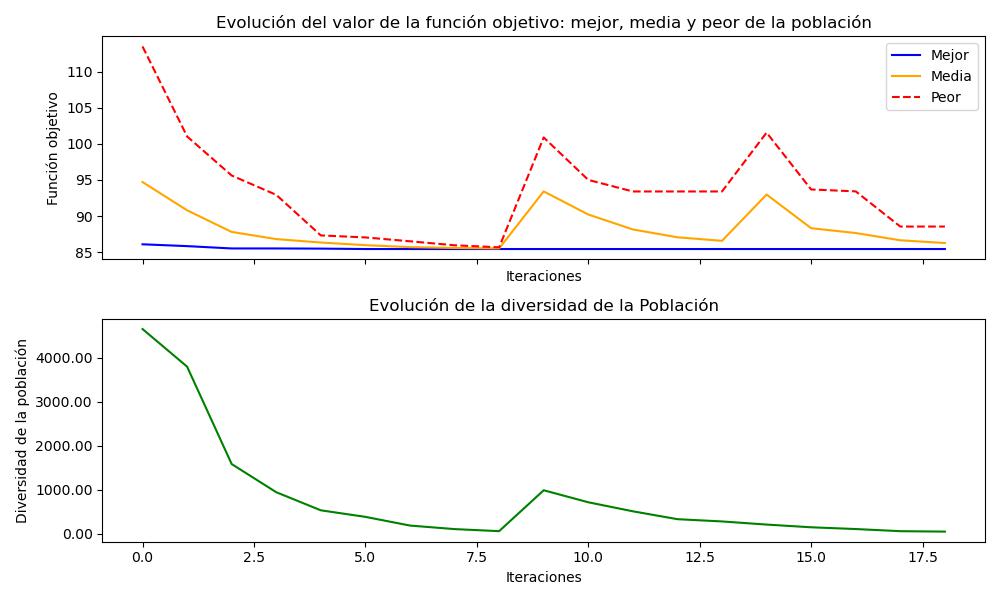 Evolución del valor de la función objetivo: mejor, media y peor de la población
Función objetivo
110
105
100
95
90
85
Mejor
Media
Peor
Iteraciones
Evolución de la diversidad de la Población
Diversidad de la población
4000.00
3000.00
2000.00
1000.00
0.00
0.0 2.5 5.0 7.5 10.0 12.5 15.0 17.5
Iteraciones